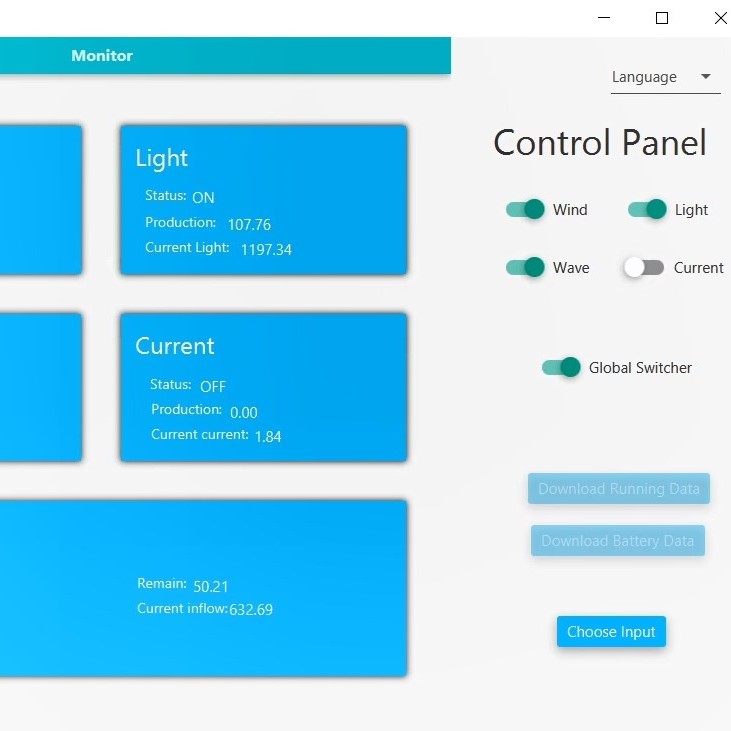 Monitor
Language
Control Panel
Wind
Light
Wave
Current
Global Switcher
Download Running Data
Download Battery Data
Choose Input
Light
Status: ON
Production: 107.76
Current Light: 1197.34
Current
Status: OFF
Production: 0.00
Current current: 1.84
Remain: 50.21
Current inflow: 632.69